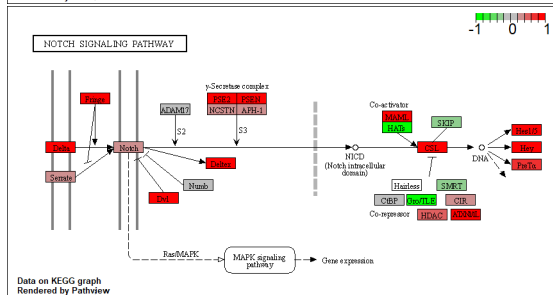 -1 0 1
NOTCH SIGNALING PATHWAY
γ-Secretase complex
Fringe
ADAM17
PSE2 PSEN
NCSTN APH-1
Co-activator
MAML
HATs
SKIP
S2
S3
Hes1/5
Delta
Notch
CSL
DNA
Hey
Deltex
NICD
(Notch intracellular
domain)
PreTα
Serrate
Numb
Hairless
SMRT
Dvl
CtBP
Gro/TLE
CIR
Co-repressor
HDAC
Ras/MAPK
MAPK signaling
pathway
Gene expression
Data on KEGG graph
Rendered by Pathview